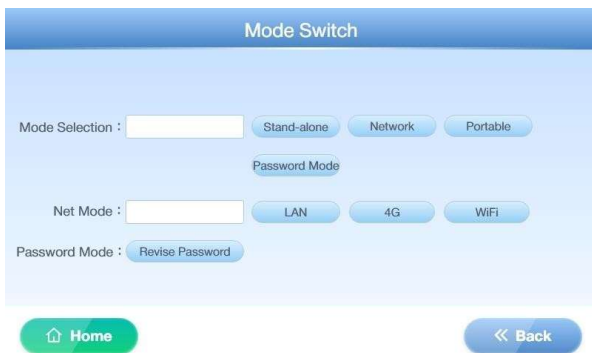 Mode Switch
Mode Selection： Stand-alone Network Portable
Password Mode
Net Mode： LAN 4G WiFi
Password Mode： Revise Password
Home Back